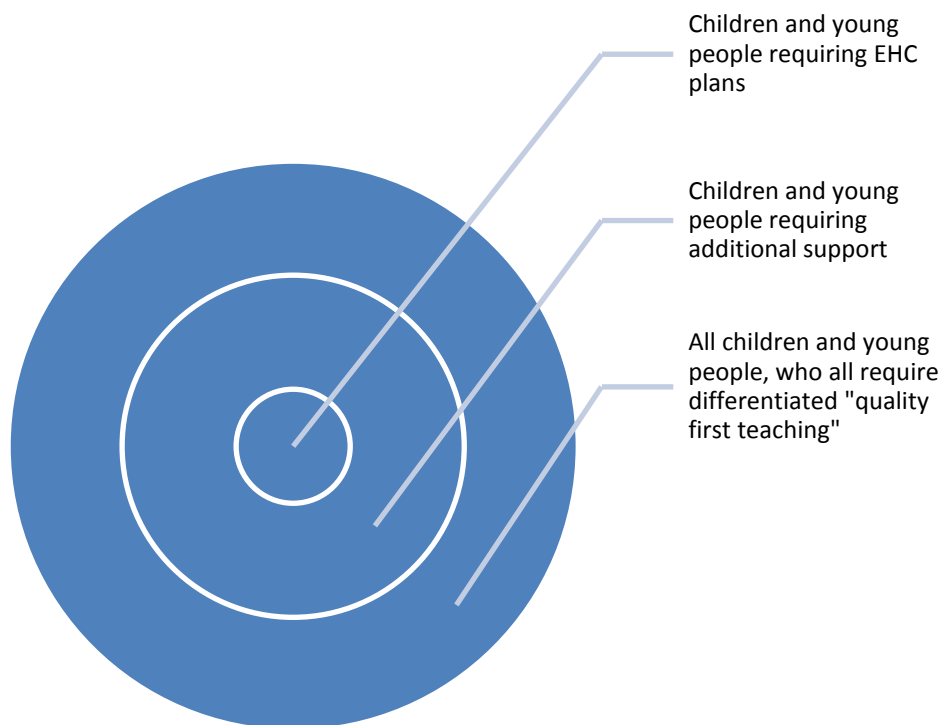 Children and young
people requiring EHC
plans
Children and young
people requiring
additional support
All children and young
people, who all require
differentiated "quality
first teaching"